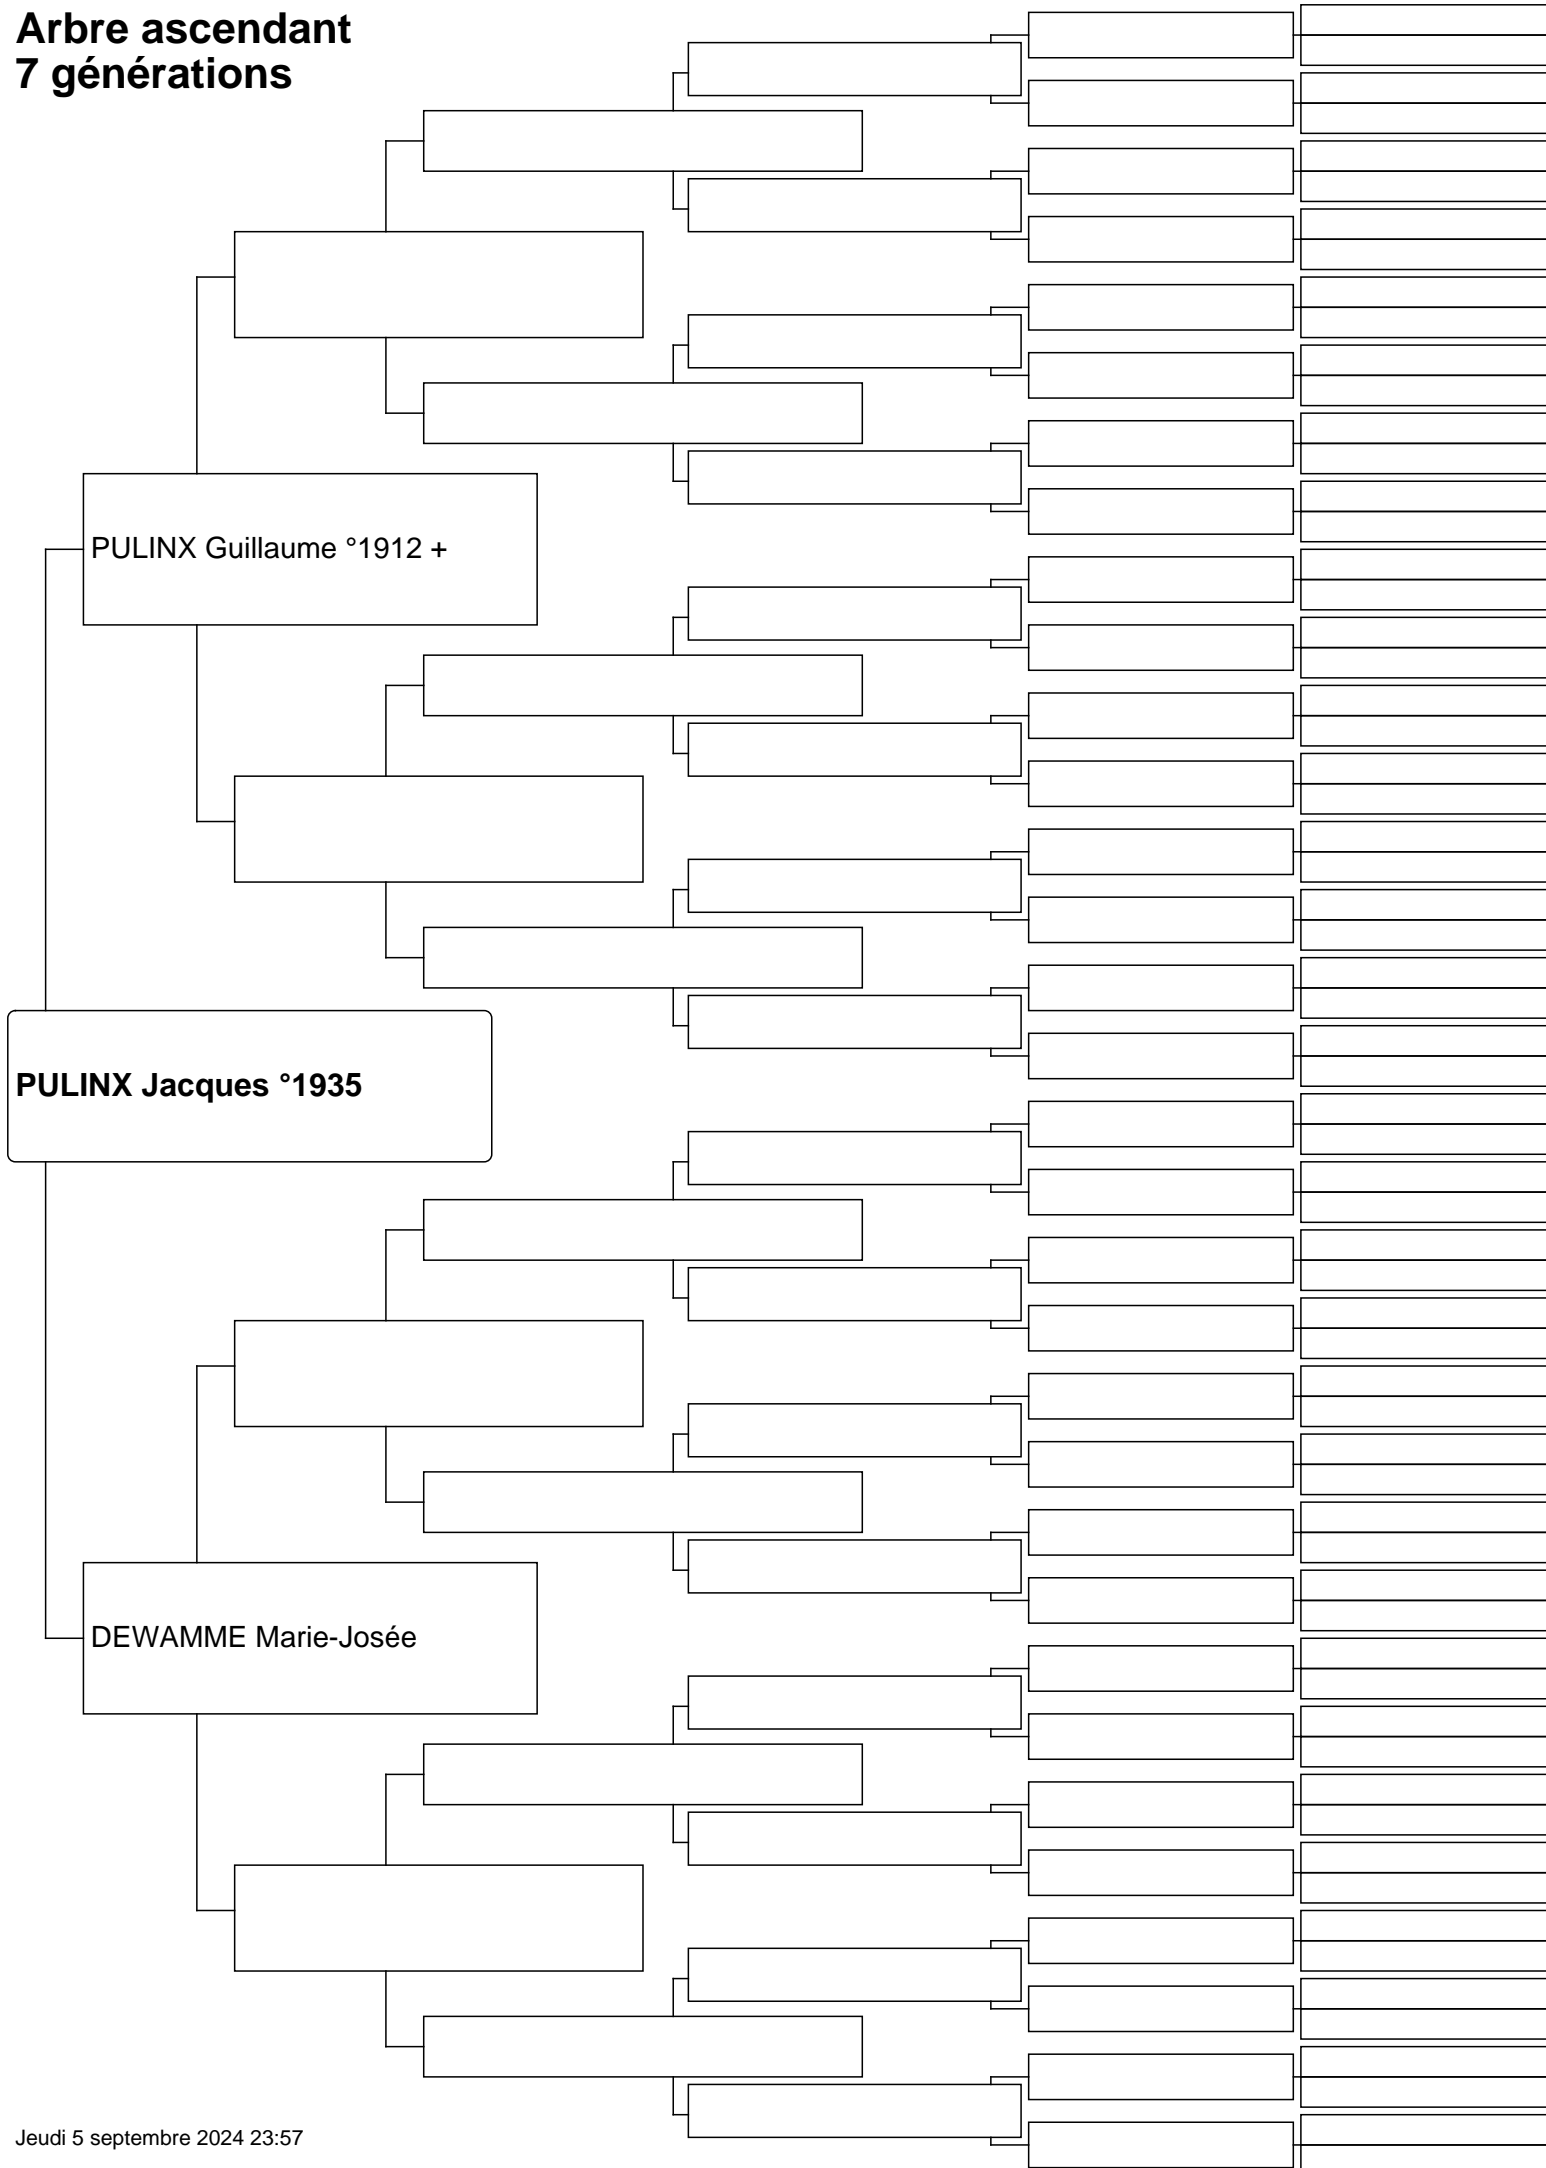 Arbre ascendant
7 générations
PULINX Guillaume °1912 +
PULINX Jacques °1935
DEWAMME Marie-Josée
Jeudi 5 septembre 2024 23:57